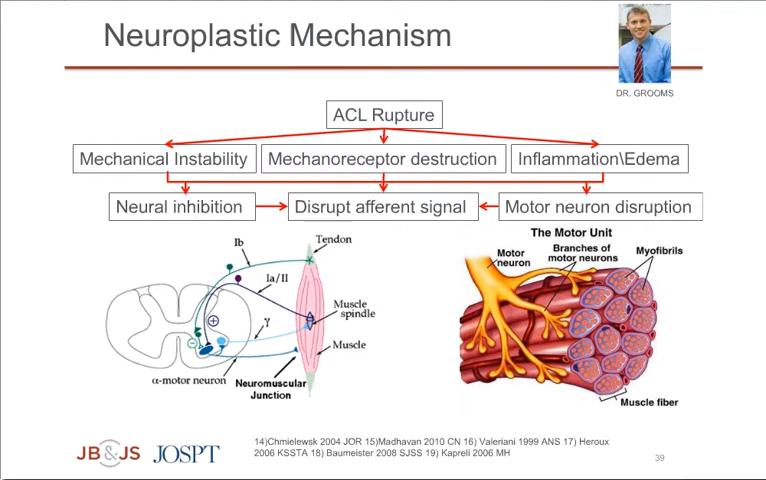 Neuroplastic Mechanism
DR. GROOMS
ACL Rupture
Mechanical Instability
Mechanoreceptor destruction
Inflammation\Edema
Neural inhibition
Disrupt afferent signal
Motor neuron disruption
Ib
Tendon
Ia/II
Muscle
spindle
γ
Muscle
α-motor neuron
Neuromuscular
Junction
The Motor Unit
Motor
neuron
Branches of
motor neurons
Myofibrils
Muscle fiber
JB&JS
JOSPT
14)Chmielewsk 2004 JOR 15)Madhavan 2010 CN 16) Valeriani 1999 ANS 17) Heroux
2006 KSSTA 18) Baumeister 2008 SJSS 19) Kapreli 2006 MH
39